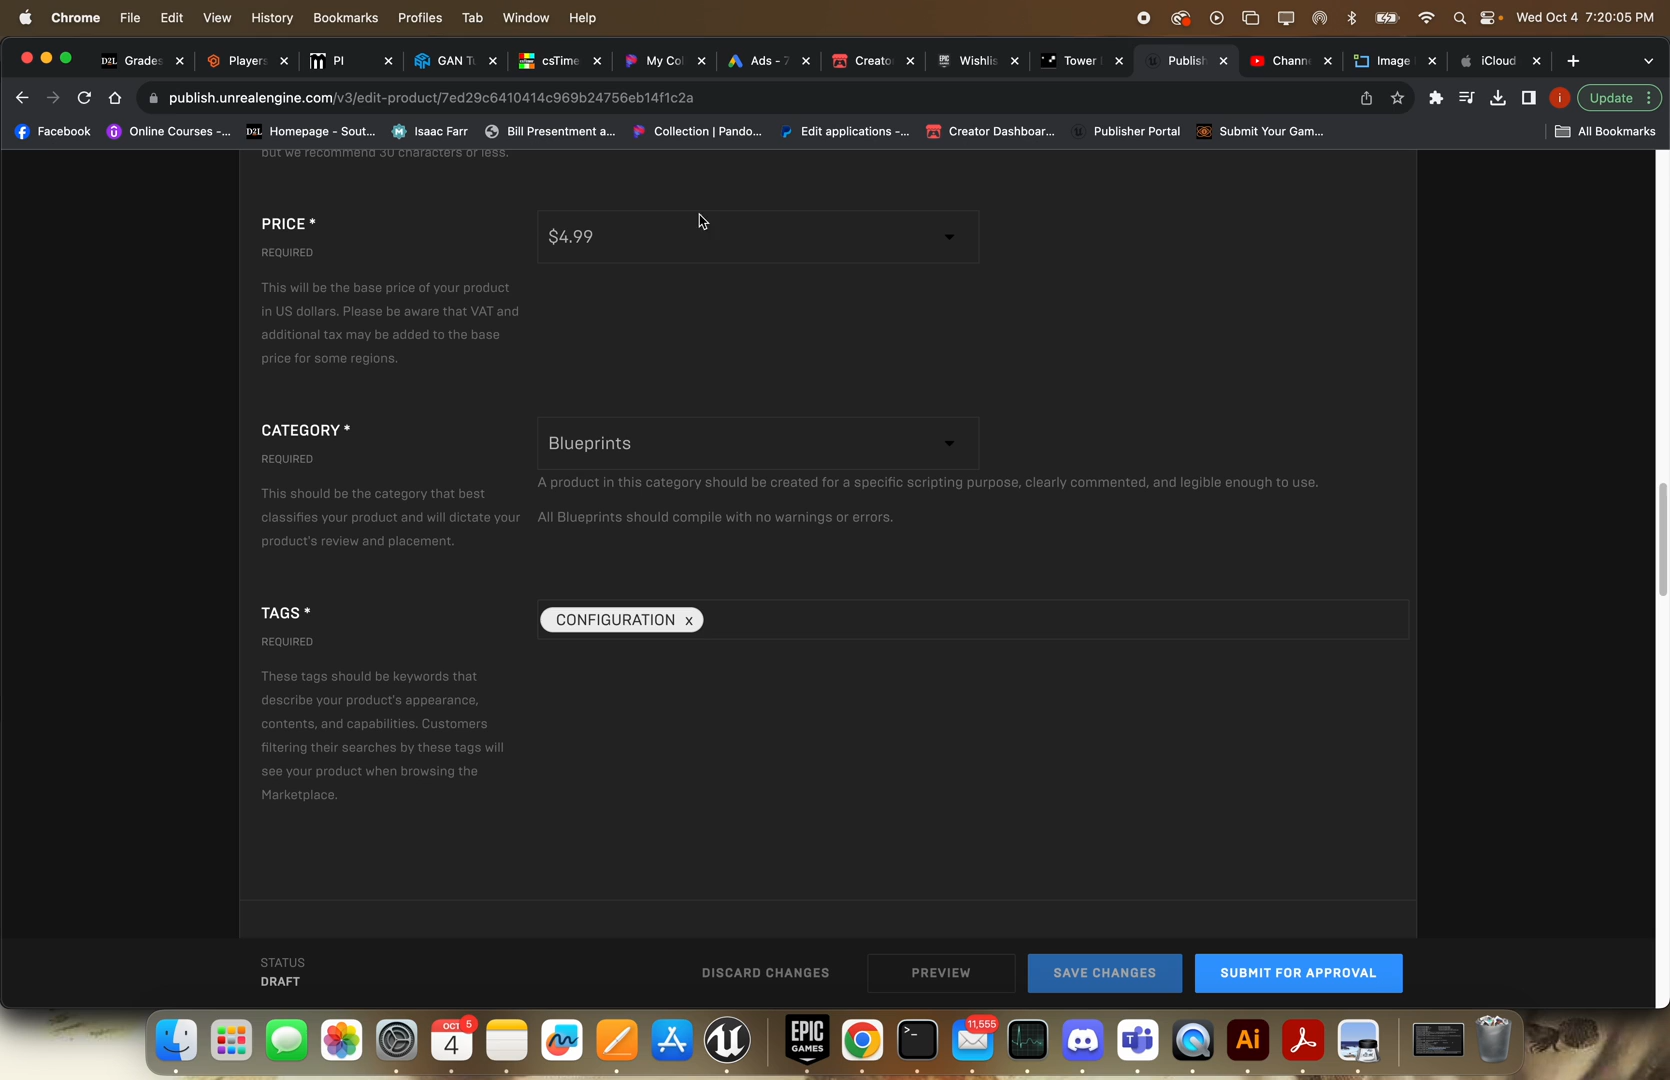 Chrome File Edit View History Bookmarks Profiles Tab Window Help Wed Oct 4 7:20:05 PM
D2L Grades Players PI GAN Tu csTime My Col Ads - 7 Creato Wishlis Tower Publish Chann Image iCloud
publish.unrealengine.com/v3/edit-product/7ed29c6410414c969b24756eb14f1c2a i Update
Facebook Online Courses -... D2L Homepage - Sout... Isaac Farr Bill Presentment a... Collection | Pando... Edit applications -... Creator Dashboar... Publisher Portal Submit Your Gam... All Bookmarks
but we recommend 30 characters or less.
PRICE *
$4.99
REQUIRED
This will be the base price of your product
in US dollars. Please be aware that VAT and
additional tax may be added to the base
price for some regions.
CATEGORY *
Blueprints
REQUIRED
A product in this category should be created for a specific scripting purpose, clearly commented, and legible enough to use.
This should be the category that best
classifies your product and will dictate your
product's review and placement.
All Blueprints should compile with no warnings or errors.
TAGS *
CONFIGURATION x
REQUIRED
These tags should be keywords that
describe your product's appearance,
contents, and capabilities. Customers
filtering their searches by these tags will
see your product when browsing the
Marketplace.
STATUS
DRAFT
DISCARD CHANGES PREVIEW SAVE CHANGES SUBMIT FOR APPROVAL
OCT 5
4
EPIC
GAMES
11,555
Ai